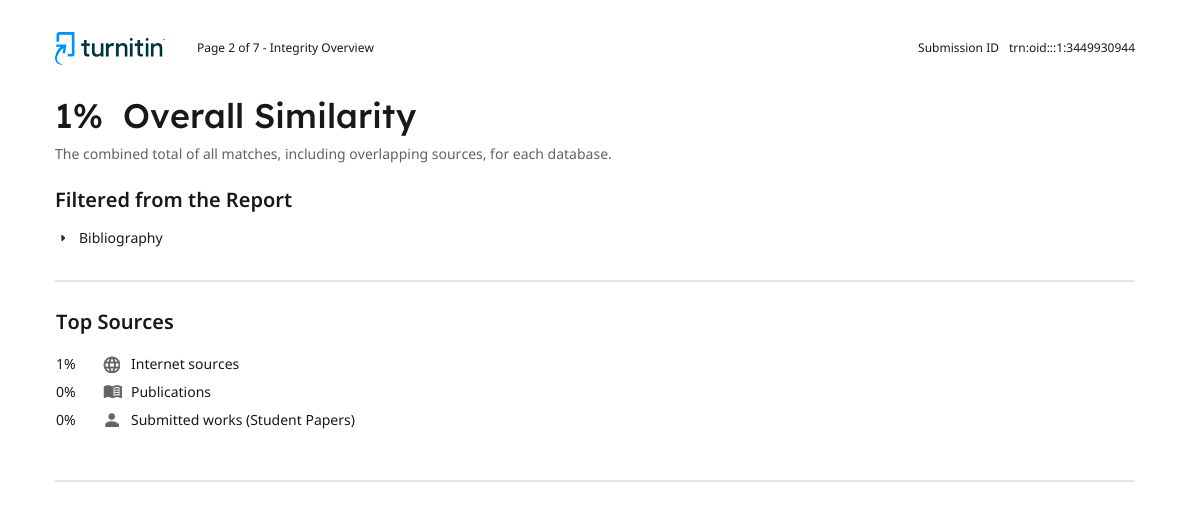 turnitin Page 2 of 7 - Integrity Overview Submission ID trn:oid:::1:3449930944
1% Overall Similarity
The combined total of all matches, including overlapping sources, for each database.
Filtered from the Report
Bibliography
Top Sources
1% Internet sources
0% Publications
0% Submitted works (Student Papers)